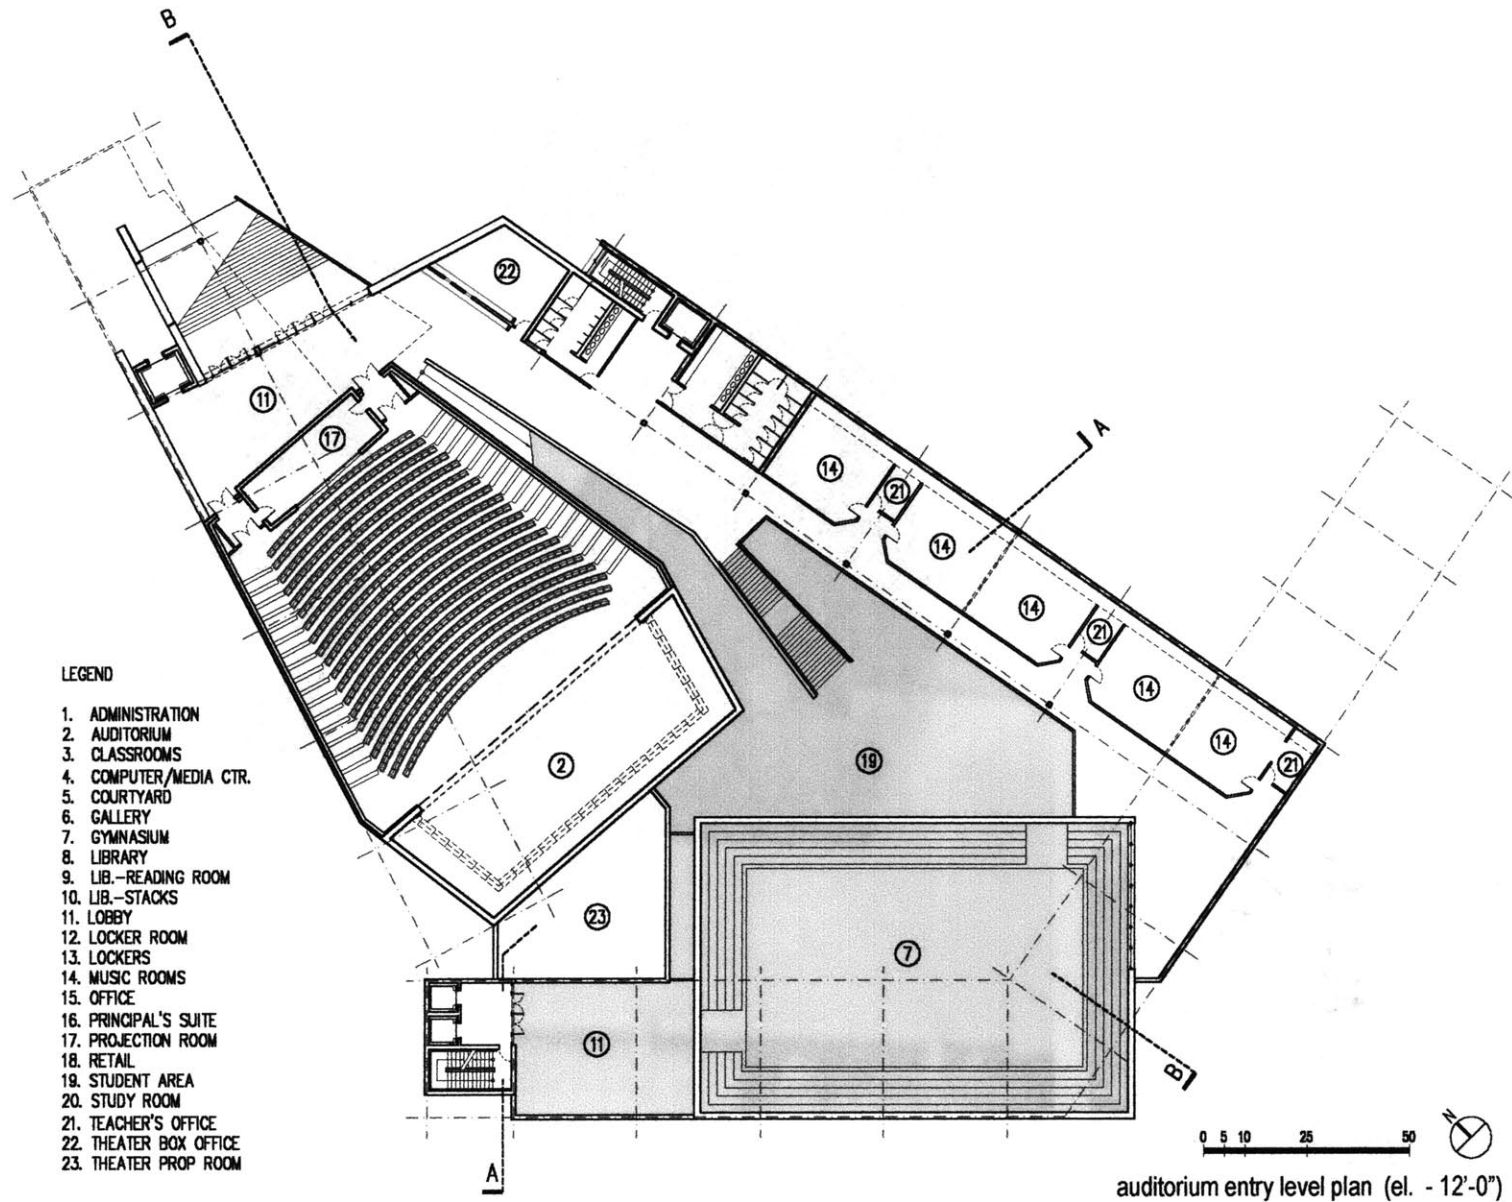 B
22
11
17
14
21
A
14
14
21
14
14
21
2
19
23
7
11
B
A
LEGEND
1. ADMINISTRATION
2. AUDITORIUM
3. CLASSROOMS
4. COMPUTER/MEDIA CTR.
5. COURTYARD
6. GALLERY
7. GYMNASIUM
8. LIBRARY
9. LIB.-READING ROOM
10. LIB.-STACKS
11. LOBBY
12. LOCKER ROOM
13. LOCKERS
14. MUSIC ROOMS
15. OFFICE
16. PRINCIPAL'S SUITE
17. PROJECTION ROOM
18. RETAIL
19. STUDENT AREA
20. STUDY ROOM
21. TEACHER'S OFFICE
22. THEATER BOX OFFICE
23. THEATER PROP ROOM
0 5 10 25 50
N
auditorium entry level plan (el. - 12'-0")